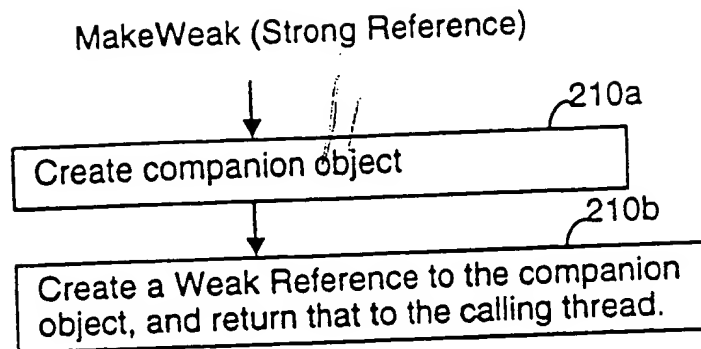 MakeWeak (Strong Reference)
210a
Create companion object
210b
Create a Weak Reference to the companion
object, and return that to the calling thread.